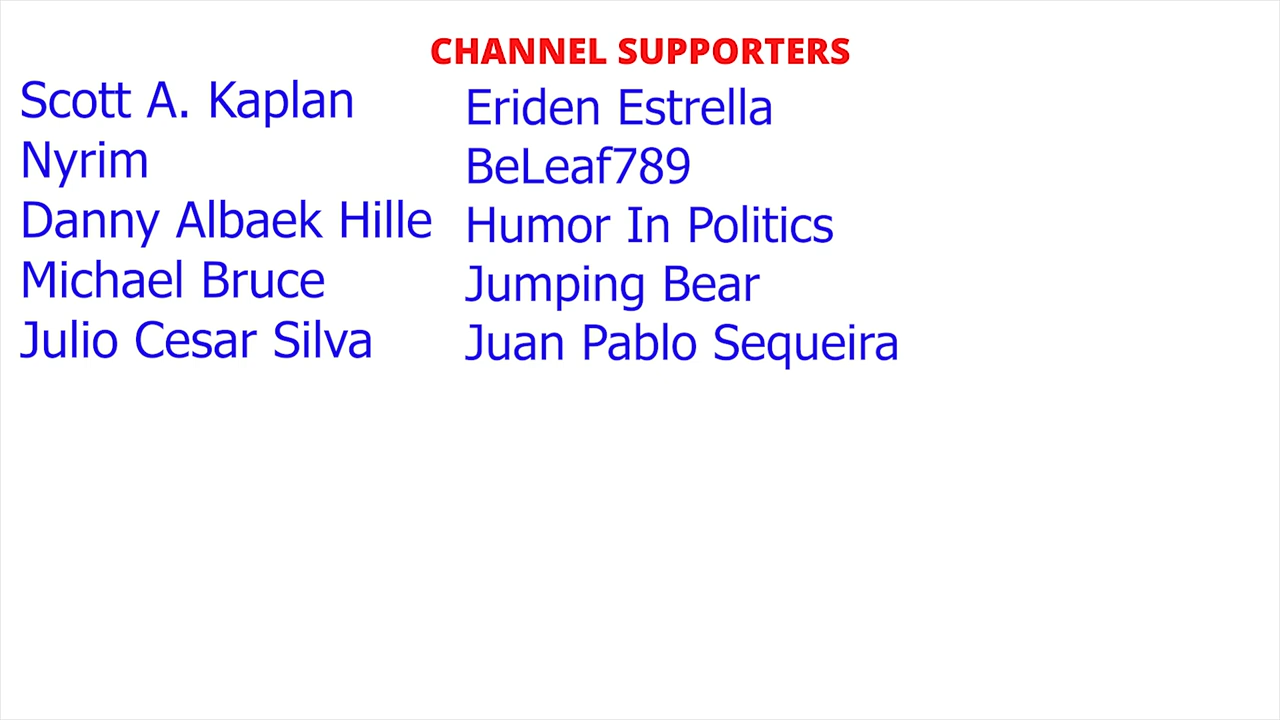 CHANNEL SUPPORTERS
Scott A. Kaplan
Nyrim
Danny Albaek Hille
Michael Bruce
Julio Cesar Silva
Eriden Estrella
BeLeaf789
Humor In Politics
Jumping Bear
Juan Pablo Sequeira